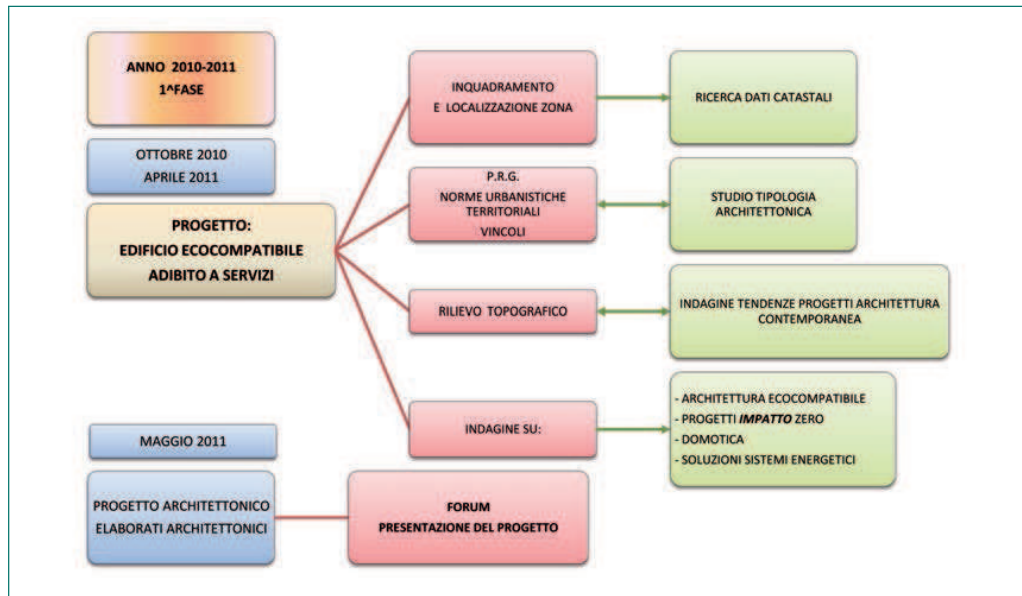 ANNO 2010-2011
1^FASE
OTTOBRE 2010
APRILE 2011
PROGETTO:
EDIFICIO ECOCOMPATIBILE
ADIBITO A SERVIZI
INQUADRAMENTO
E LOCALIZZAZIONE ZONA
RICERCA DATI CATASTALI
P.R.G.
NORME URBANISTICHE
TERRITORIALI
VINCOLI
STUDIO TIPOLOGIA
ARCHITETTONICA
RILIEVO TOPOGRAFICO
INDAGINE TENDENZE PROGETTI ARCHITETTURA
CONTEMPORANEA
INDAGINE SU:
- ARCHITETTURA ECOCOMPATIBILE
- PROGETTI IMPATTO ZERO
- DOMOTICA
- SOLUZIONI SISTEMI ENERGETICI
MAGGIO 2011
PROGETTO ARCHITETTONICO
ELABORATI ARCHITETTONICI
FORUM
PRESENTAZIONE DEL PROGETTO